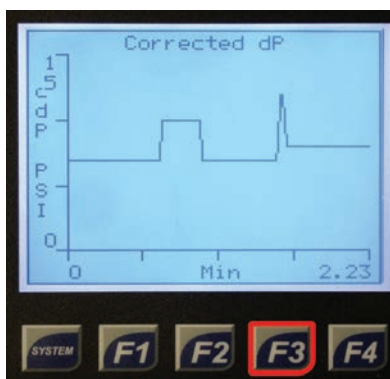 Corrected dP
15
cdP PSI
0
0 Min 2.23
SYSTEM F1 F2 F3 F4